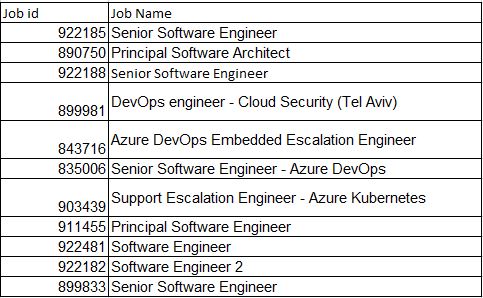 Job id Job Name
922185 Senior Software Engineer
890750 Principal Software Architect
922188 Senior Software Engineer
899981 DevOps engineer - Cloud Security (Tel Aviv)
843716 Azure DevOps Embedded Escalation Engineer
835006 Senior Software Engineer - Azure DevOps
903439 Support Escalation Engineer - Azure Kubernetes
911455 Principal Software Engineer
922481 Software Engineer
922182 Software Engineer 2
899833 Senior Software Engineer